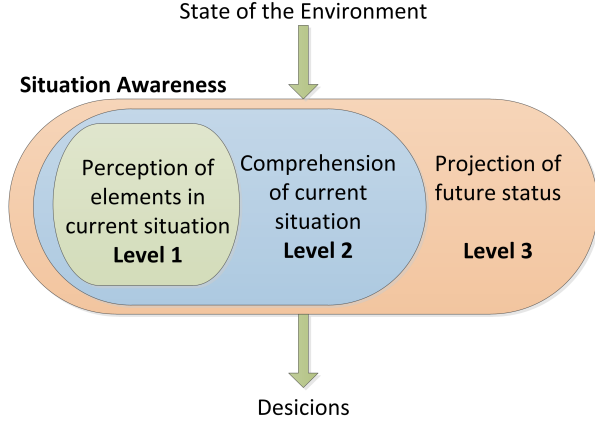 State of the Environment
Situation Awareness
Perception of
elements in
current situation
Level 1
Comprehension
of current
situation
Level 2
Projection of
future status
Level 3
Desicions